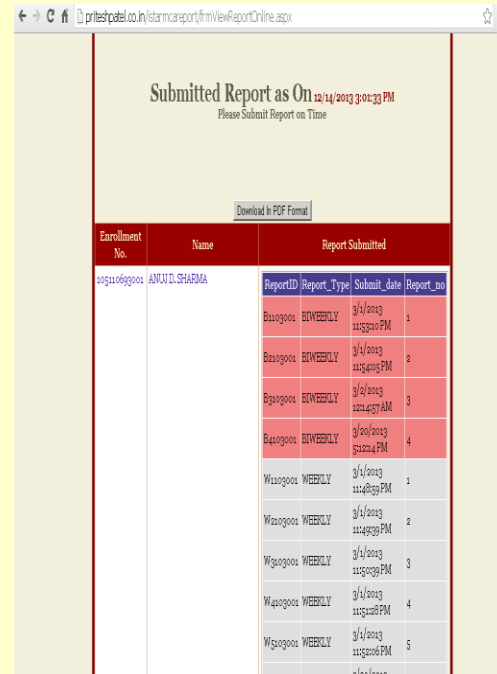 priteshpatel.co.in/istarmcareport/frmViewReportOnline.aspx
Submitted Report as On 12/14/2013 3:01:33 PM
Please Submit Report on Time
Download In PDF Format
Enrollment No. Name Report Submitted
105110693001 ANUJ D. SHARMA
ReportID Report_Type Submit_date Report_no
B1103001 BIWEEKLY 3/1/2013 11:53:10 PM 1
B2103001 BIWEEKLY 3/1/2013 11:54:05 PM 2
B3103001 BIWEEKLY 3/2/2013 12:14:57 AM 3
B4103001 BIWEEKLY 3/20/2013 5:12:14 PM 4
W1103001 WEEKLY 3/1/2013 11:48:59 PM 1
W2103001 WEEKLY 3/1/2013 11:49:39 PM 2
W3103001 WEEKLY 3/1/2013 11:50:39 PM 3
W4103001 WEEKLY 3/1/2013 11:51:28 PM 4
W5103001 WEEKLY 3/1/2013 11:52:06 PM 5